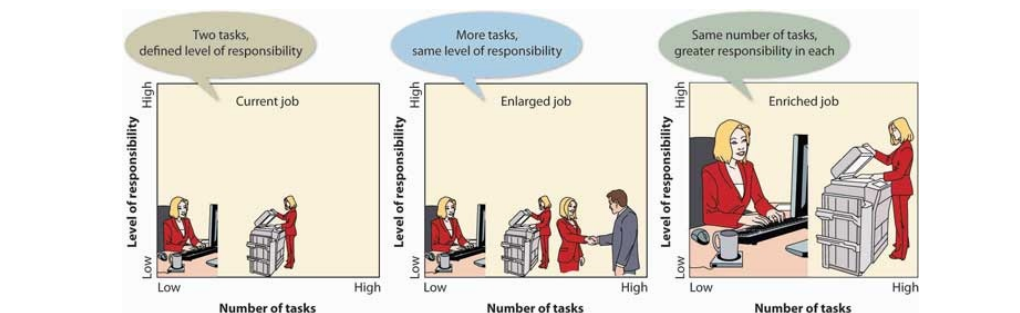 Two tasks,
defined level of responsibility
More tasks,
same level of responsibility
Same number of tasks,
greater responsibility in each
High
Current job
Level of responsibility
Low
Low
High
Number of tasks
High
Enlarged job
Level of responsibility
Low
Low
High
Number of tasks
High
Enriched job
Level of responsibility
Low
Low
High
Number of tasks